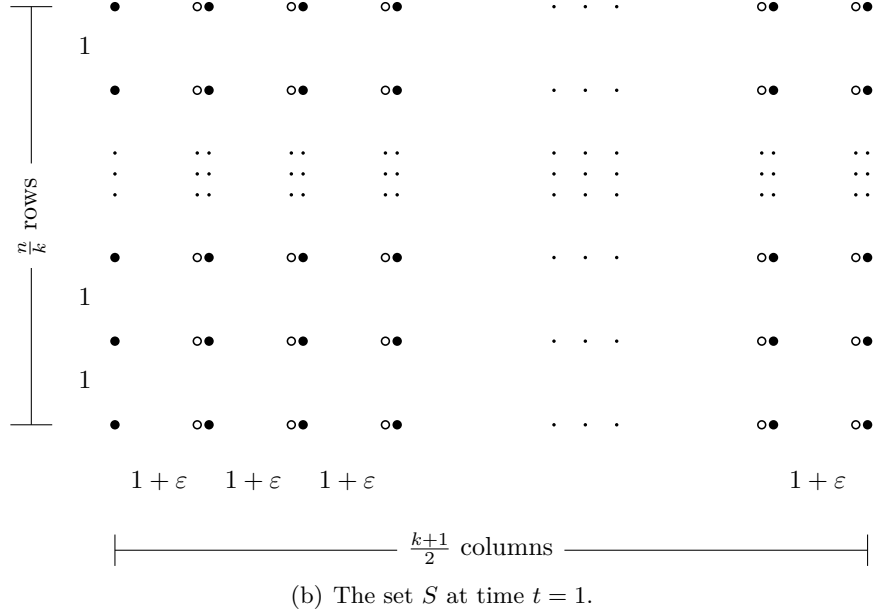 1
n/k rows
1
1
1 + ε 1 + ε 1 + ε 1 + ε
k+1/2 columns
(b) The set S at time t = 1.